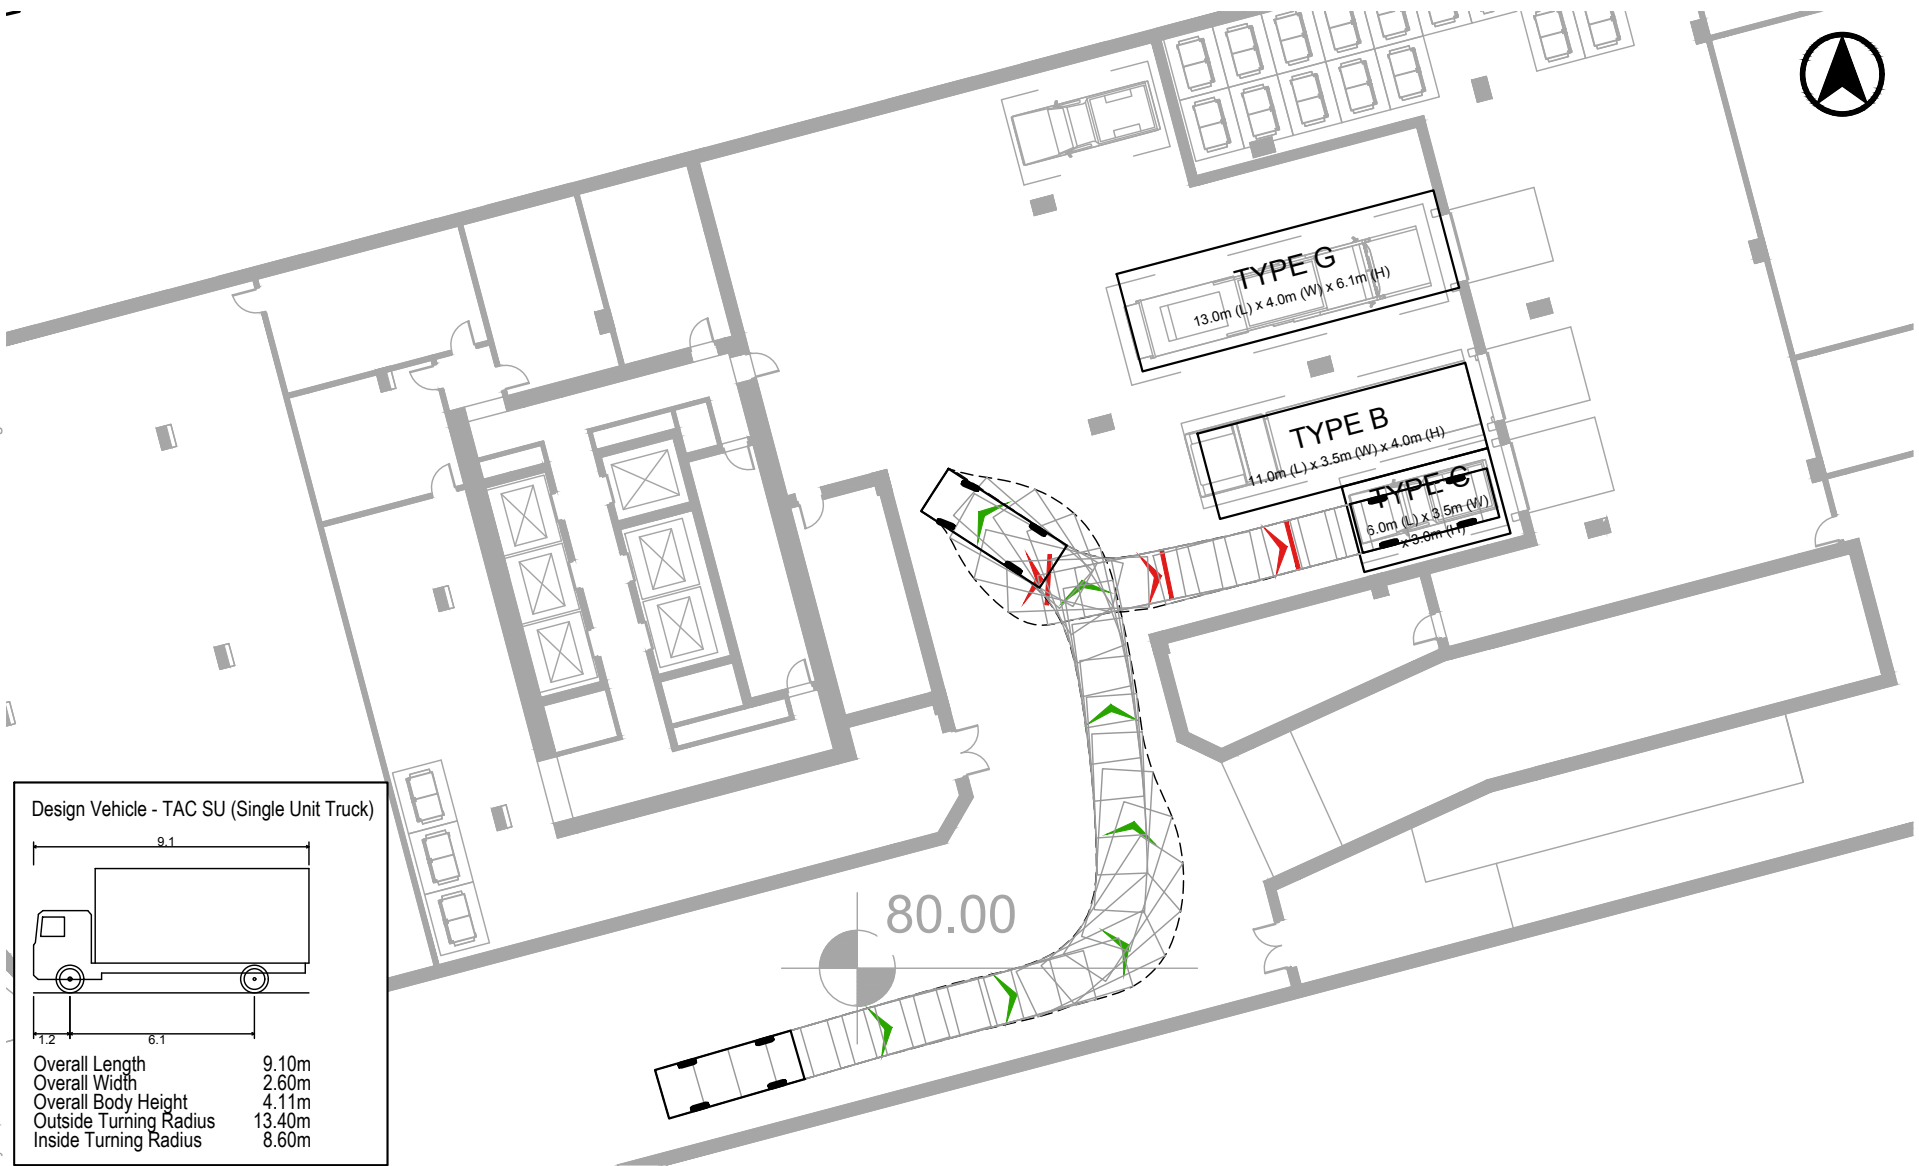 TYPE G
13.0m (L) x 4.0m (W) x 6.1m (H)
TYPE B
11.0m (L) x 3.5m (W) x 4.0m (H)
TYPE C
6.0m (L) x 3.5m (W)
x 3.0m (H)
80.00
Design Vehicle - TAC SU (Single Unit Truck)
9.1
1.2
6.1
Overall Length 9.10m
Overall Width 2.60m
Overall Body Height 4.11m
Outside Turning Radius 13.40m
Inside Turning Radius 8.60m